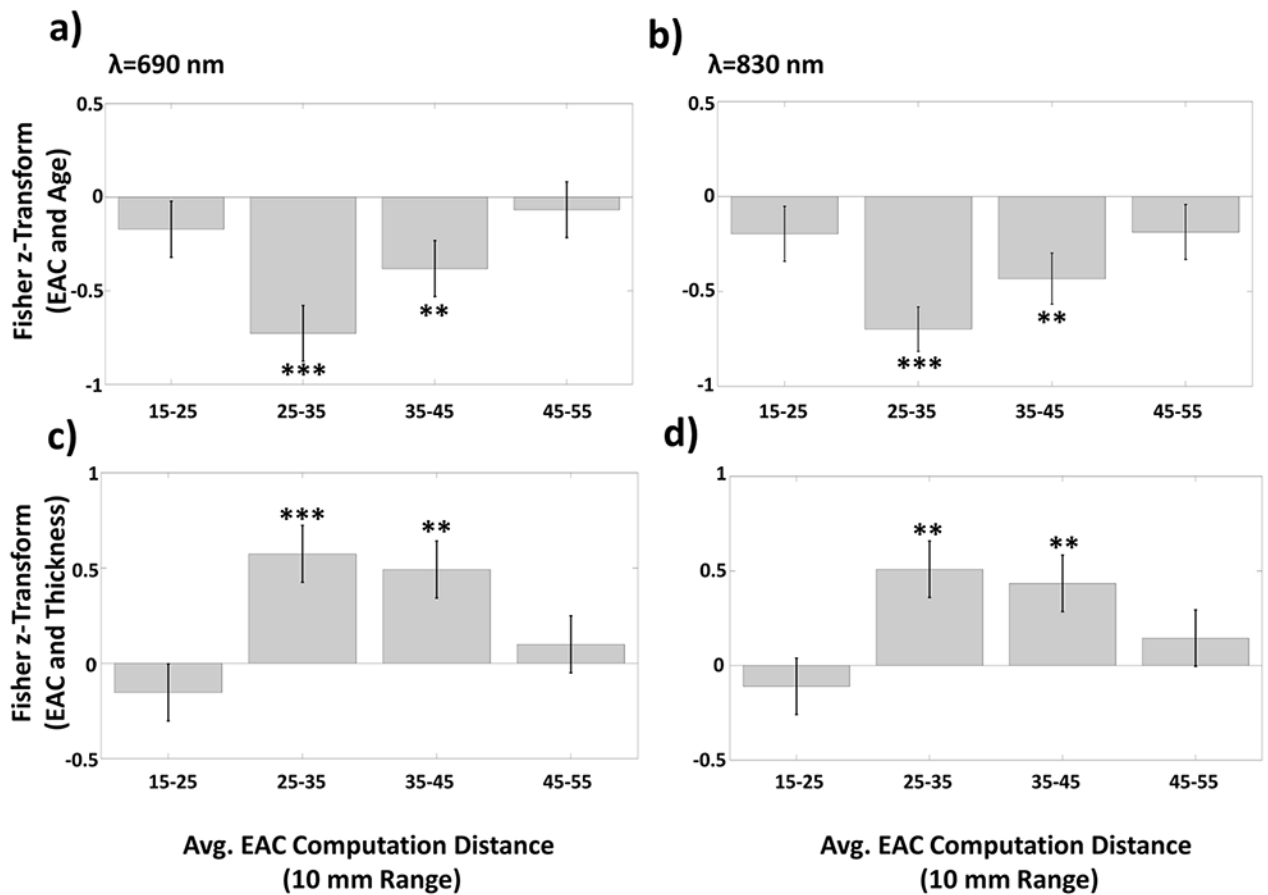 a)
λ=690 nm
b)
λ=830 nm
Fisher z-Transform
(EAC and Age)
0.5
0
-0.5
-1
***
**
15-25
25-35
35-45
45-55
0.5
0
-0.5
-1
***
**
15-25
25-35
35-45
45-55
c)
d)
Fisher z-Transform
(EAC and Thickness)
1
0.5
0
-0.5
***
**
15-25
25-35
35-45
45-55
1
0.5
0
-0.5
**
**
15-25
25-35
35-45
45-55
Avg. EAC Computation Distance
(10 mm Range)
Avg. EAC Computation Distance
(10 mm Range)